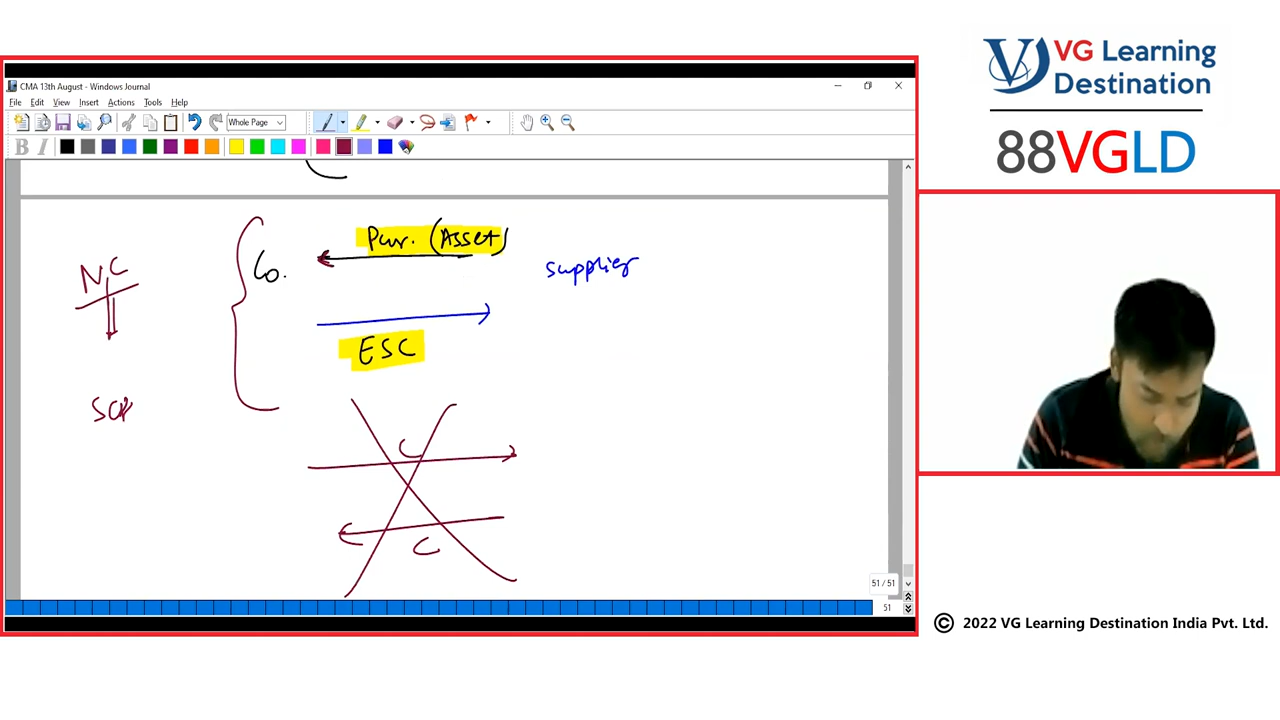 VG Learning
Destination
88VGLD
CMA 13th August - Windows Journal
File Edit View Insert Actions Tools Help
Whole Page
B I
Pur. (Asset)
Co.
supplier
NC
ESC
C
C
51 / 51
51
© 2022 VG Learning Destination India Pvt. Ltd.